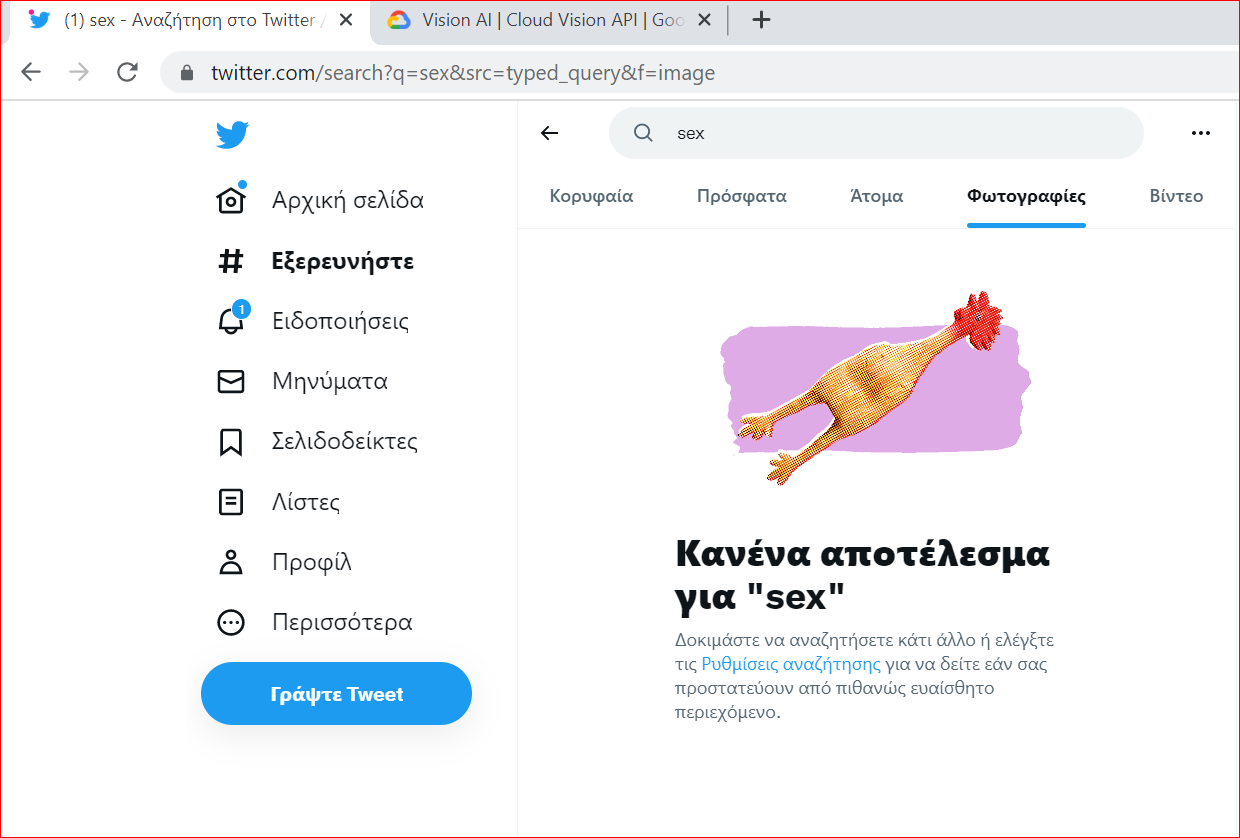 (1) sex - Αναζήτηση στο Twitter /
Vision AI | Cloud Vision API | Goo
twitter.com/search?q=sex&src=typed_query&f=image
sex
Κορυφαία Πρόσφατα Άτομα Φωτογραφίες Βίντεο
Αρχική σελίδα
Εξερευνήστε
1
Ειδοποιήσεις
Μηνύματα
Σελιδοδείκτες
Λίστες
Προφίλ
Περισσότερα
Γράψτε Tweet
Κανένα αποτέλεσμα
για "sex"
Δοκιμάστε να αναζητήσετε κάτι άλλο ή ελέγξτε
τις Ρυθμίσεις αναζήτησης για να δείτε εάν σας
προστατεύουν από πιθανώς ευαίσθητο
περιεχόμενο.